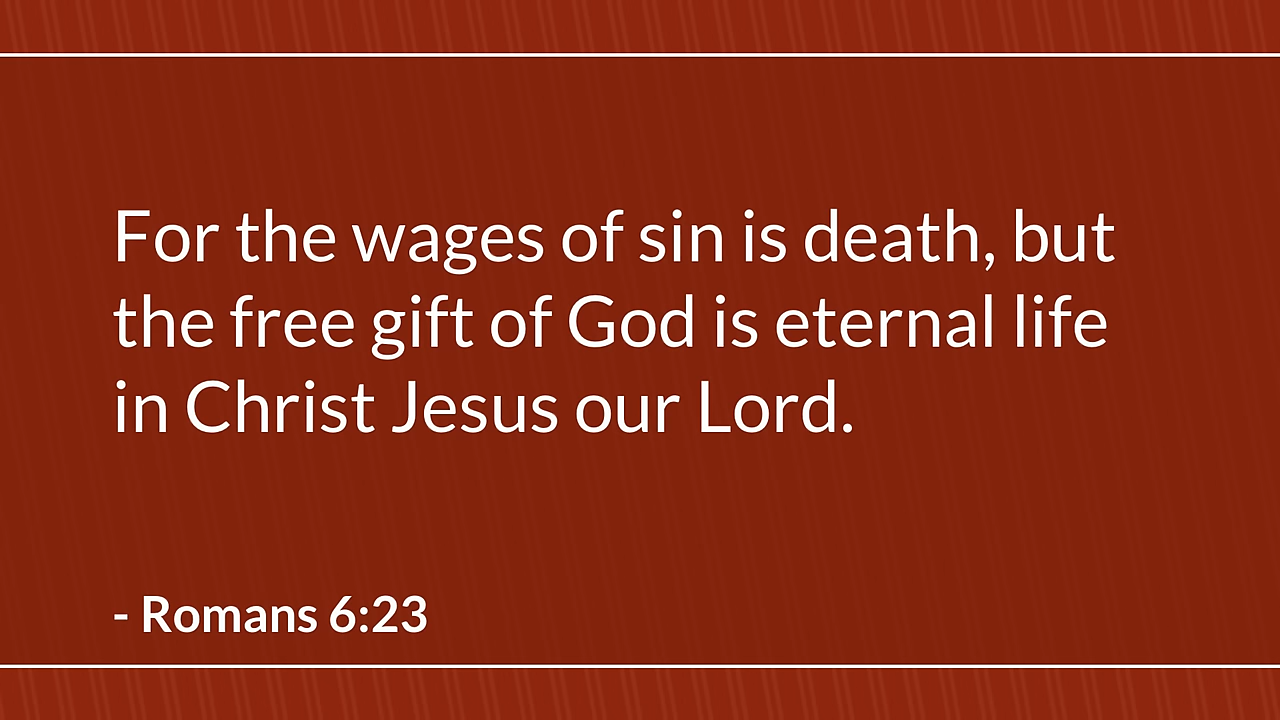 For the wages of sin is death, but
the free gift of God is eternal life
in Christ Jesus our Lord.
- Romans 6:23